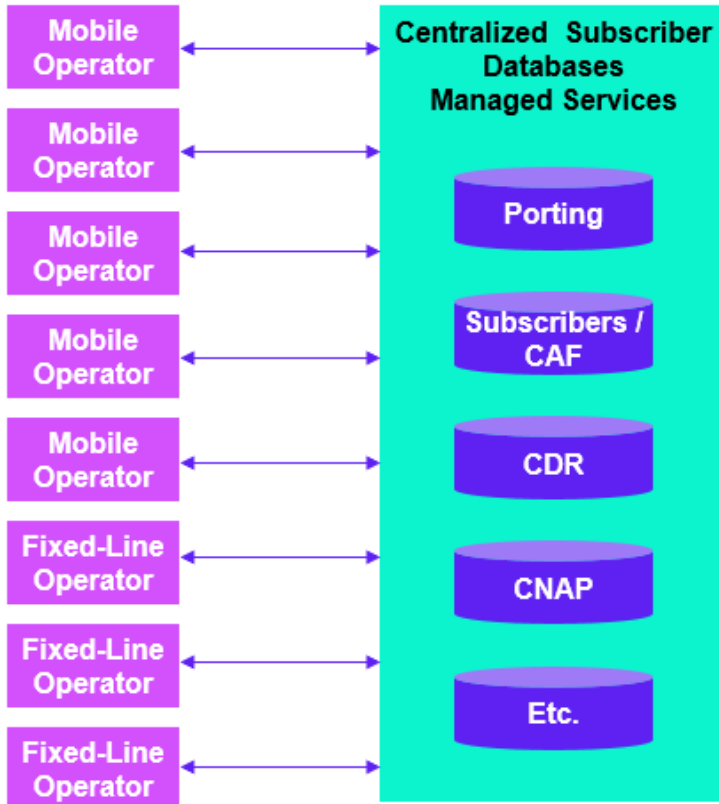 Mobile
Operator
Mobile
Operator
Mobile
Operator
Mobile
Operator
Mobile
Operator
Fixed-Line
Operator
Fixed-Line
Operator
Fixed-Line
Operator
Centralized Subscriber
Databases
Managed Services
Porting
Subscribers /
CAF
CDR
CNAP
Etc.